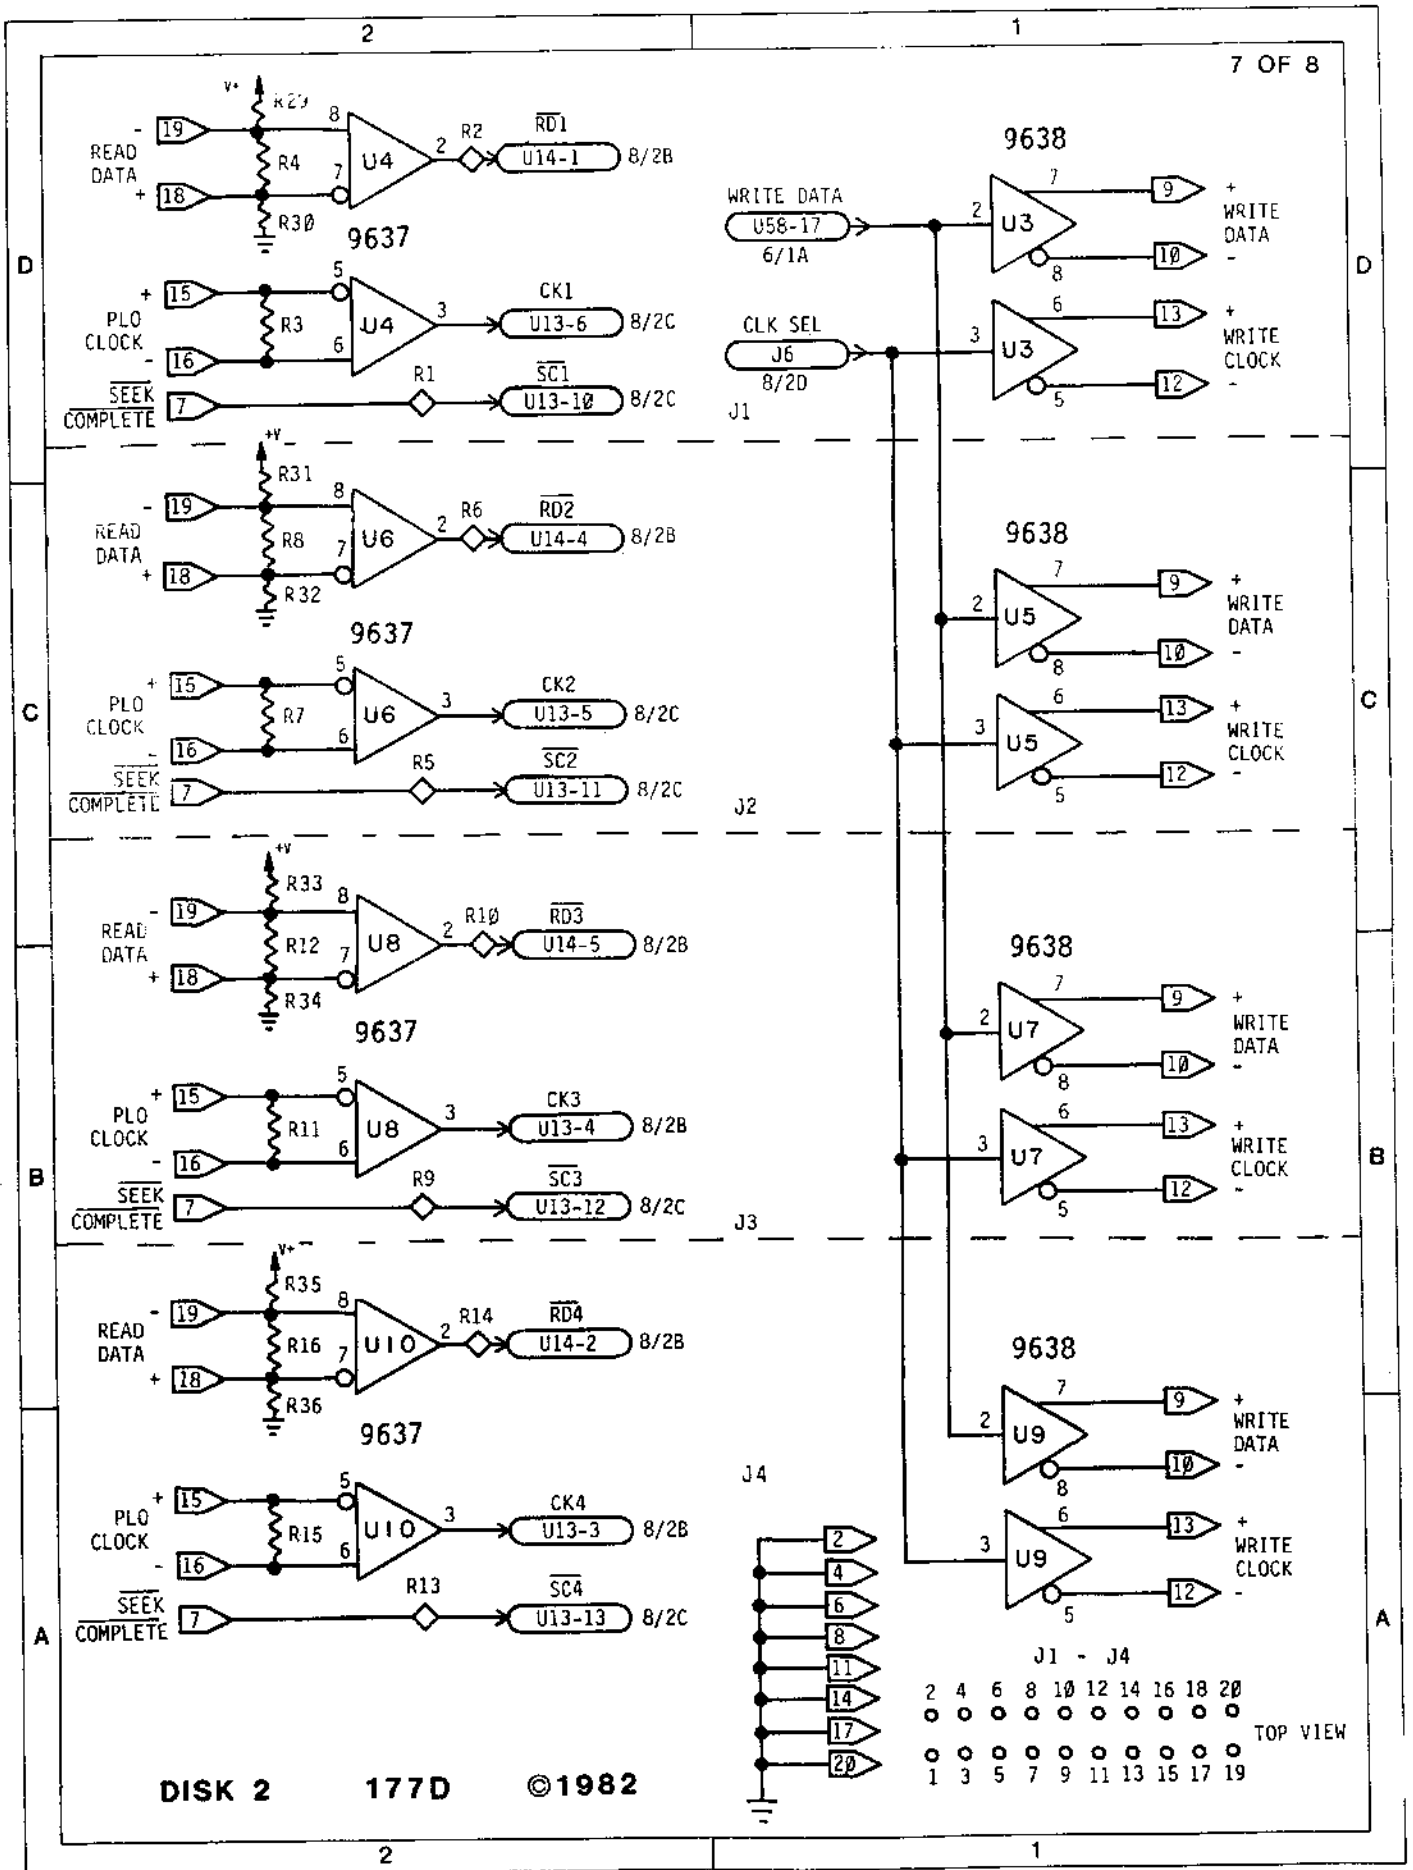 2 1
7 OF 8
V+
R29
- 19 8 R2 RD1
READ R4 U4 2 U14-1 8/2B
DATA 7
+ 18
R30
9637
9638
7 9 +
WRITE DATA WRITE
U58-17 2 U3 DATA
6/1A 8 10 -
D D
+ 15 5 CK1
PLO R3 U4 3 U13-6 8/2C
CLOCK
- 16 6
6 13 +
CLK SEL WRITE
J6 3 U3 CLOCK
8/2D 5 12 -
SEEK R1 SC1
COMPLETE 7 U13-10 8/2C
J1
+V
R31
- 19 8 R6 RD2
READ R8 U6 2 U14-4 8/2B
DATA 7
+ 18
R32
9637
9638
7 9 +
WRITE
2 U5 DATA
8 10 -
C C
+ 15 5 CK2
PLO R7 U6 3 U13-5 8/2C
CLOCK
- 16 6
6 13 +
WRITE
3 U5 CLOCK
5 12 -
SEEK R5 SC2
COMPLETE 7 U13-11 8/2C
J2
+V
R33
- 19 8 R10 RD3
READ R12 U8 2 U14-5 8/2B
DATA 7
+ 18
R34
9637
9638
7 9 +
WRITE
2 U7 DATA
8 10 -
+ 15 5 CK3
PLO R11 U8 3 U13-4 8/2B
CLOCK
- 16 6
6 13 +
WRITE
3 U7 CLOCK
5 12 -
B B
SEEK R9 SC3
COMPLETE 7 U13-12 8/2C
J3
V+
R35
- 19 8 R14 RD4
READ R16 U10 2 U14-2 8/2B
DATA 7
+ 18
R36
9637
9638
7 9 +
WRITE
2 U9 DATA
8 10 -
+ 15 5 CK4
PLO R15 U10 3 U13-3 8/2B
CLOCK
- 16 6
6 13 +
WRITE
3 U9 CLOCK
5 12 -
SEEK R13 SC4
COMPLETE 7 U13-13 8/2C
A A
J4
2
4
6
8
11
14
17
20
J1 - J4
2 4 6 8 10 12 14 16 18 20
TOP VIEW
1 3 5 7 9 11 13 15 17 19
DISK 2 177D ©1982
2 1